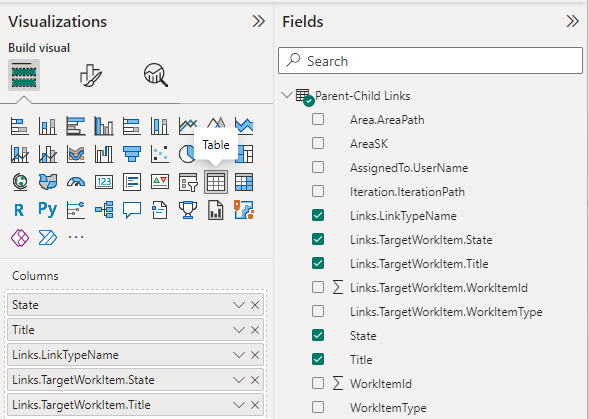 Visualizations
Build visual
Table
123
R
Py
...
Columns
State
Title
Links.LinkTypeName
Links.TargetWorkItem.State
Links.TargetWorkItem.Title
Fields
Search
Parent-Child Links
Area.AreaPath
AreaSK
AssignedTo.UserName
Iteration.IterationPath
Links.LinkTypeName
Links.TargetWorkItem.State
Links.TargetWorkItem.Title
∑ Links.TargetWorkItem.WorkItemId
Links.TargetWorkItem.WorkItemType
State
Title
∑ WorkItemId
WorkItemType